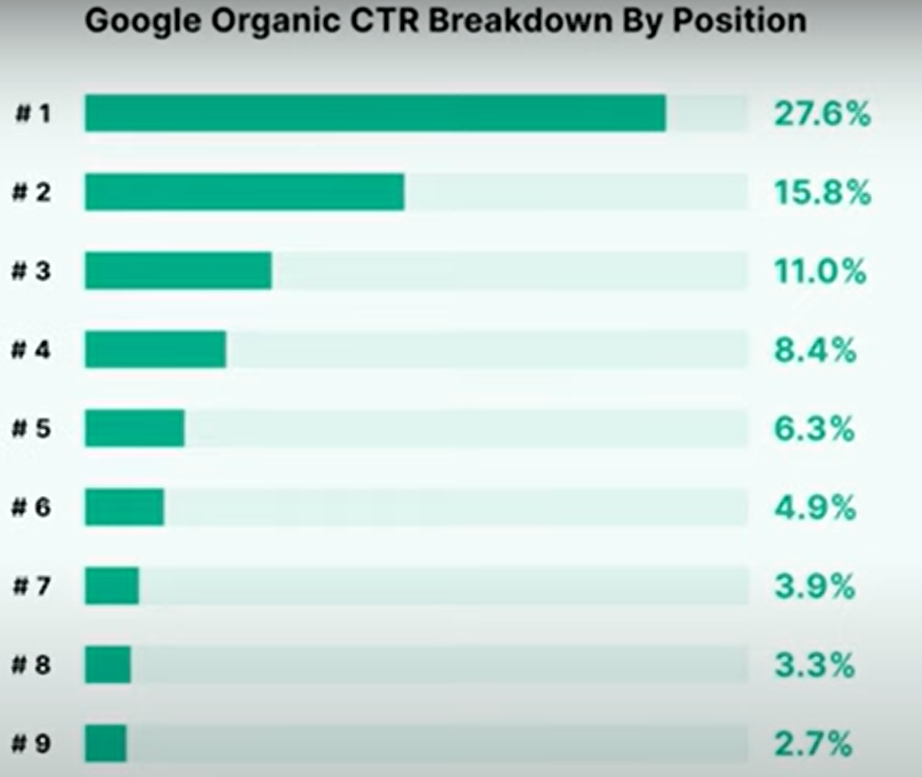 Google Organic CTR Breakdown By Position
# 1 27.6%
# 2 15.8%
# 3 11.0%
# 4 8.4%
# 5 6.3%
# 6 4.9%
# 7 3.9%
# 8 3.3%
# 9 2.7%